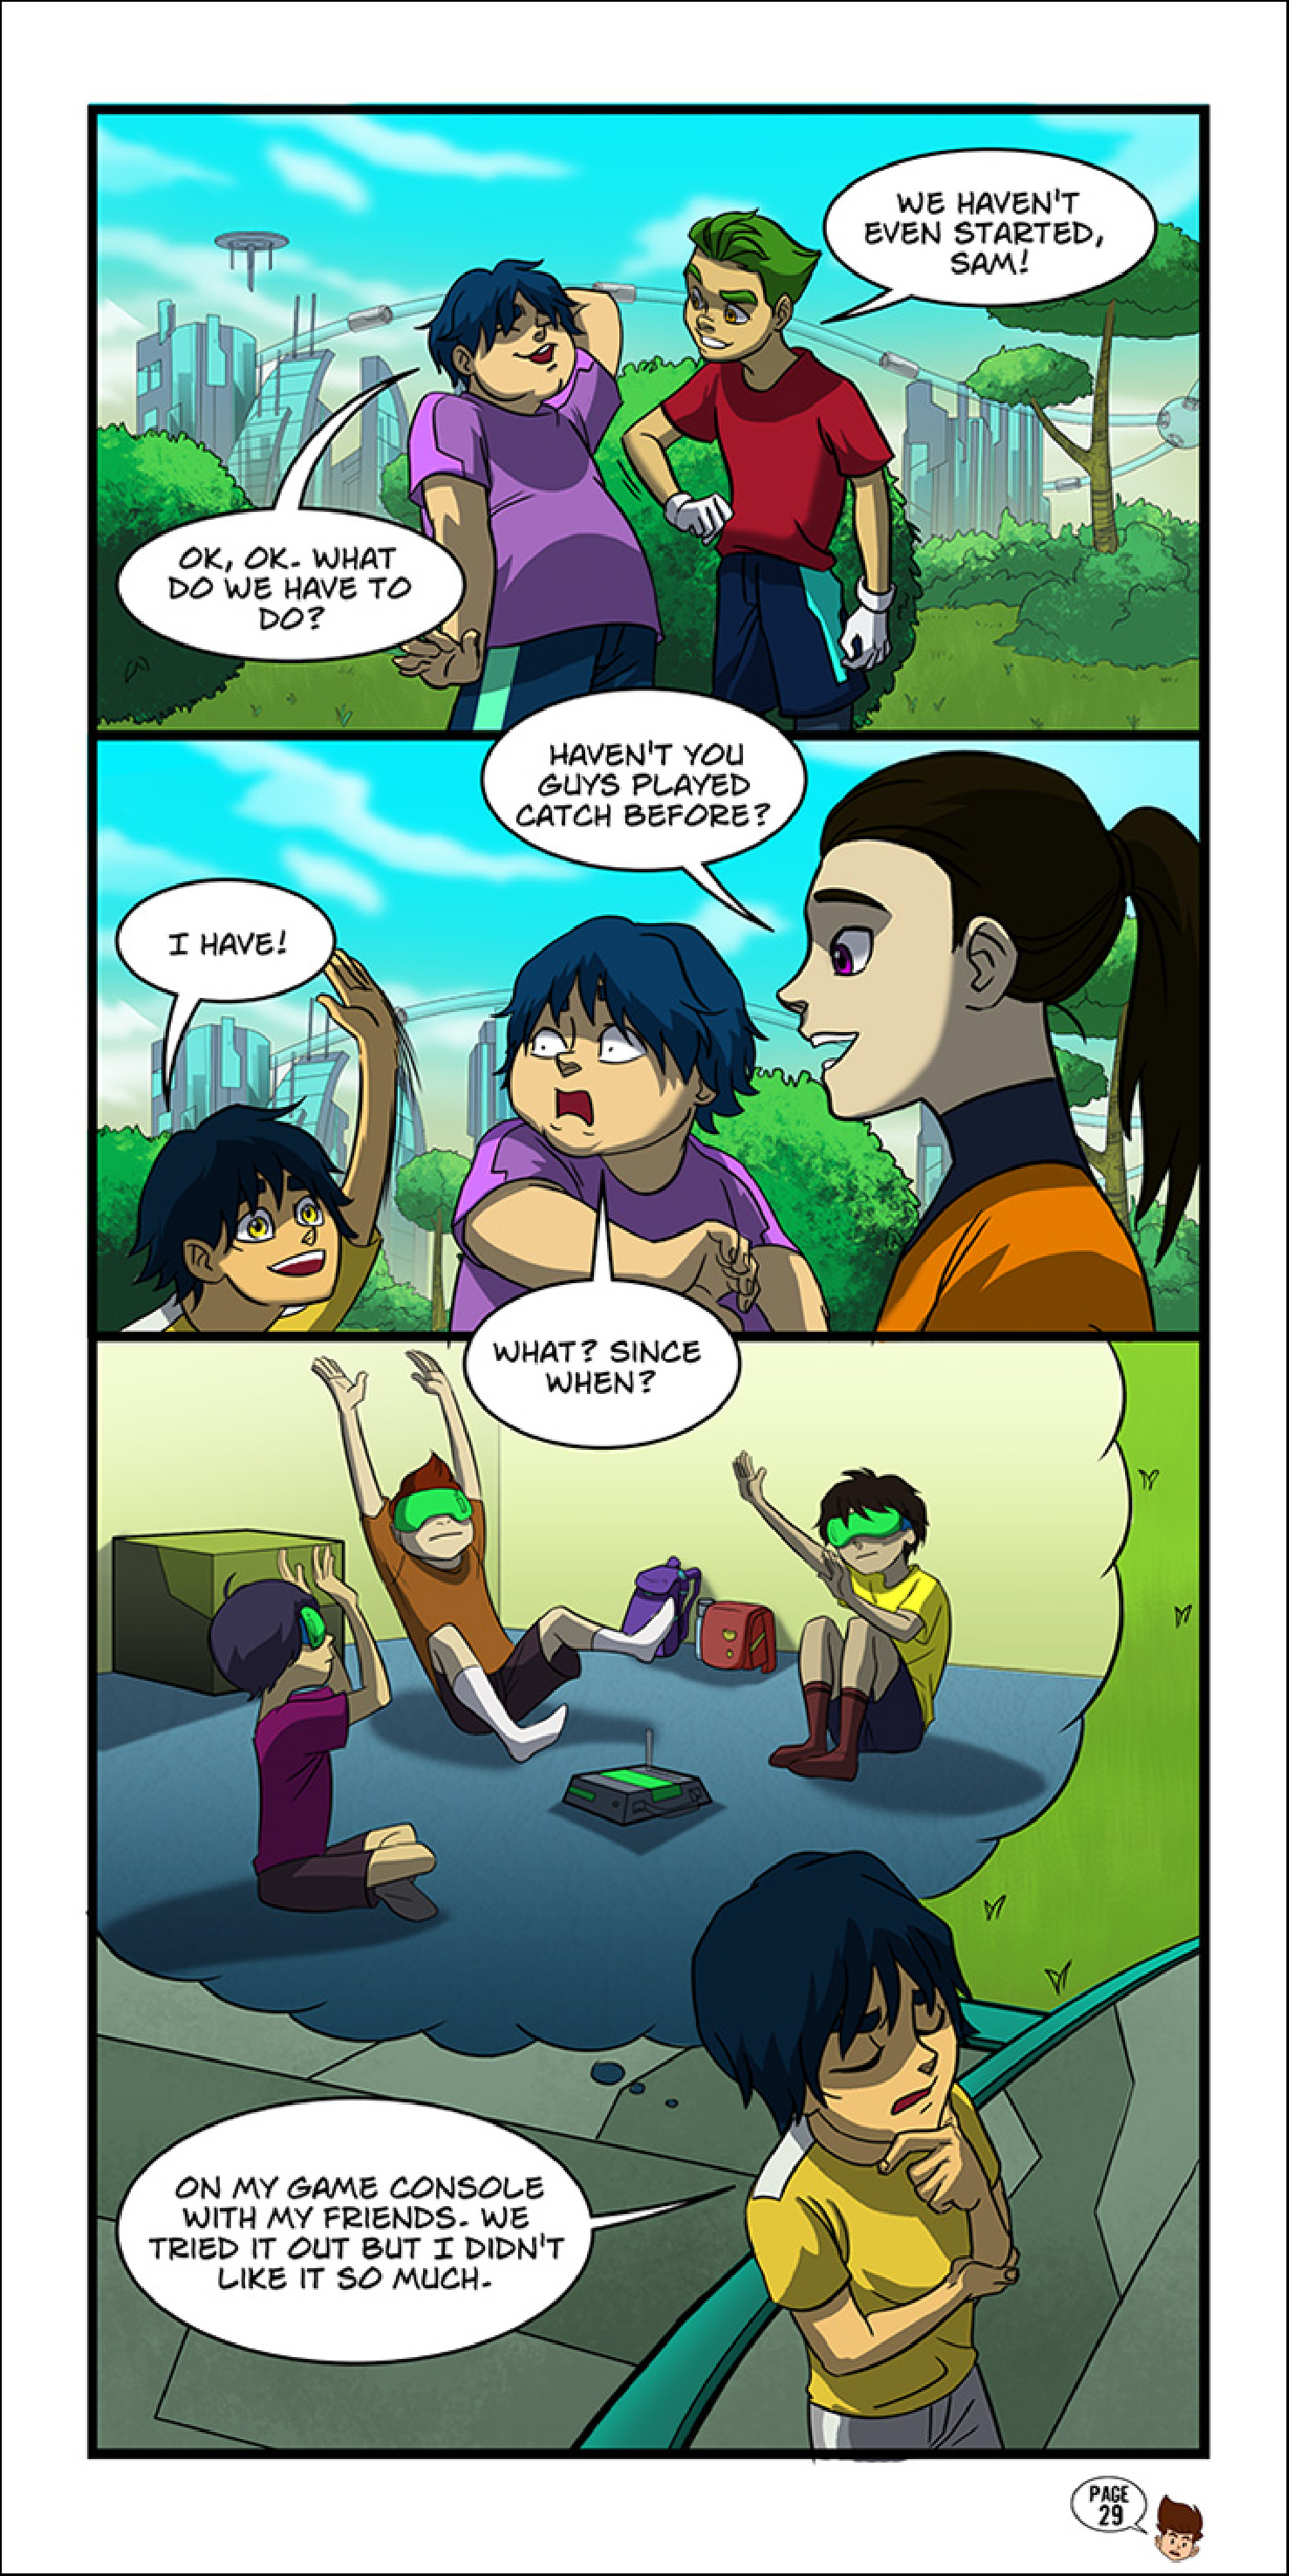 WE HAVEN'T
EVEN STARTED,
SAM!
OK, OK. WHAT
DO WE HAVE TO
DO?
HAVEN'T YOU
GUYS PLAYED
CATCH BEFORE?
I HAVE!
WHAT? SINCE
WHEN?
ON MY GAME CONSOLE
WITH MY FRIENDS. WE
TRIED IT OUT BUT I DIDN'T
LIKE IT SO MUCH.
PAGE
29